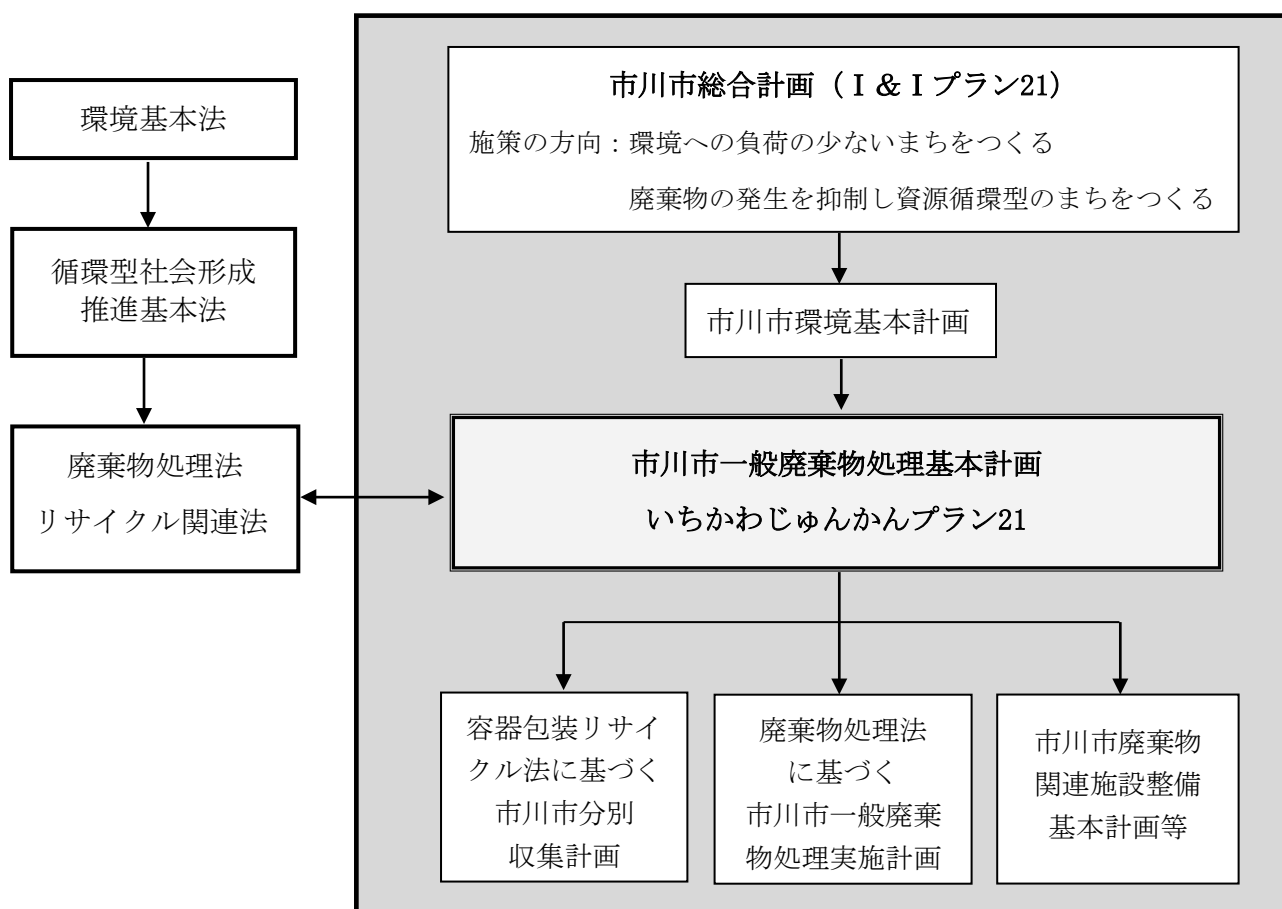 環境基本法
循環型社会形成
推進基本法
廃棄物処理法
リサイクル関連法
市川市総合計画（Ⅰ＆Ⅰプラン21）
施策の方向：環境への負荷の少ないまちをつくる
廃棄物の発生を抑制し資源循環型のまちをつくる
市川市環境基本計画
市川市一般廃棄物処理基本計画
いちかわじゅんかんプラン21
容器包装リサイ
クル法に基づく
市川市分別
収集計画
廃棄物処理法
に基づく
市川市一般廃棄
物処理実施計画
市川市廃棄物
関連施設整備
基本計画等